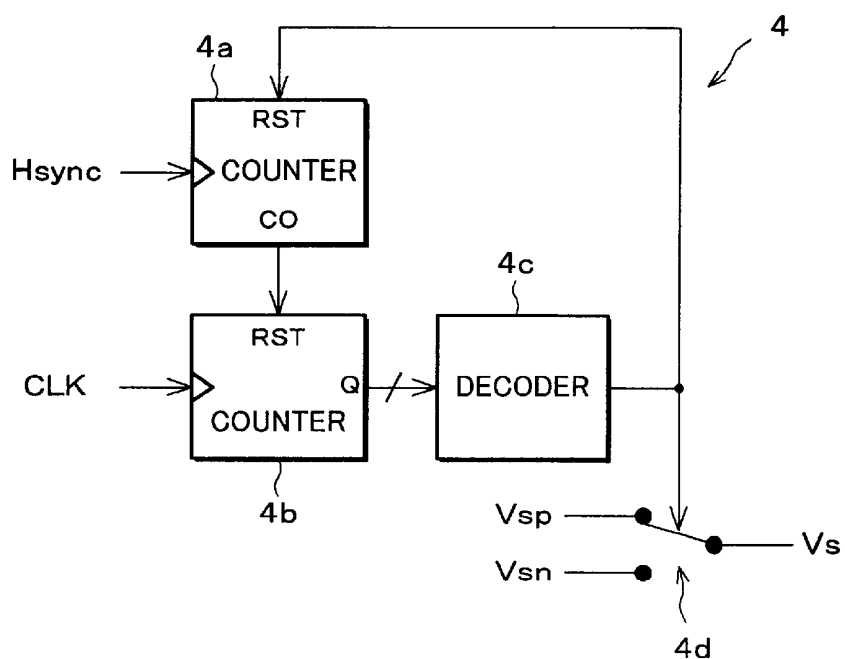 4
4a
RST
Hsync
COUNTER
CO
4c
RST
CLK
Q
DECODER
COUNTER
4b
Vsp
Vs
Vsn
4d